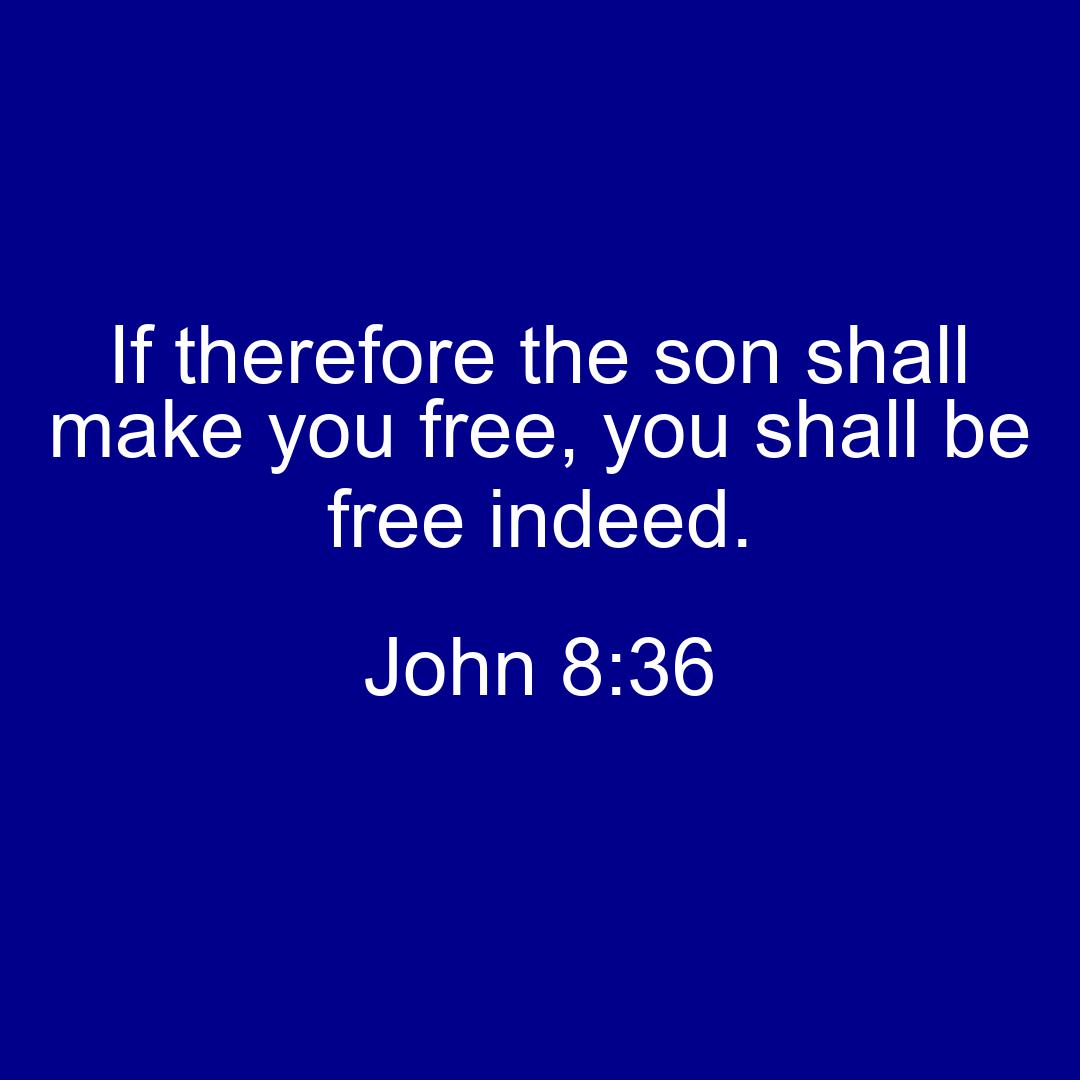 If therefore the son shall
make you free, you shall be
free indeed.
John 8:36